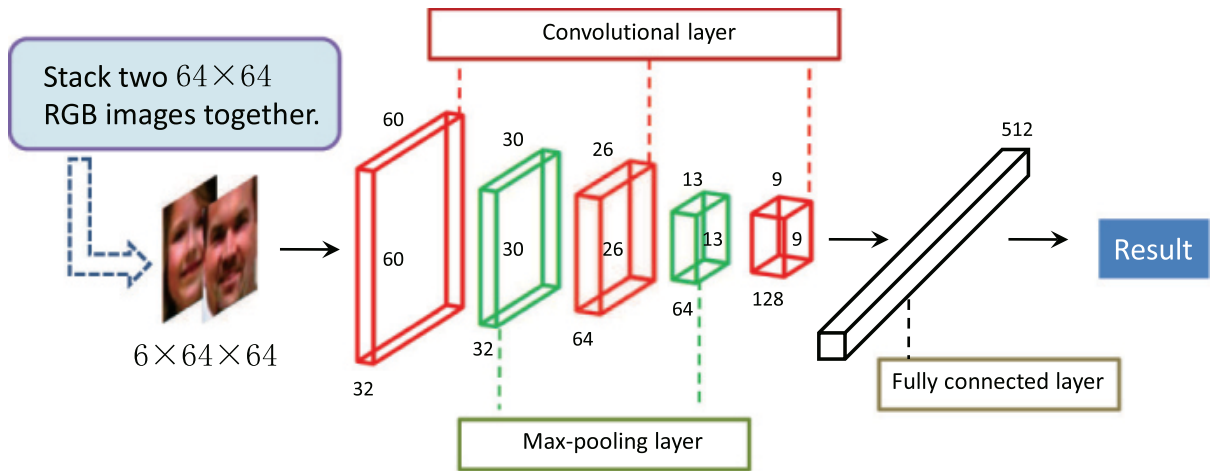 Convolutional layer
Stack two 64×64
RGB images together.
6×64×64
60
60
32
30
30
32
26
26
64
13
13
64
9
9
128
512
Result
Fully connected layer
Max-pooling layer